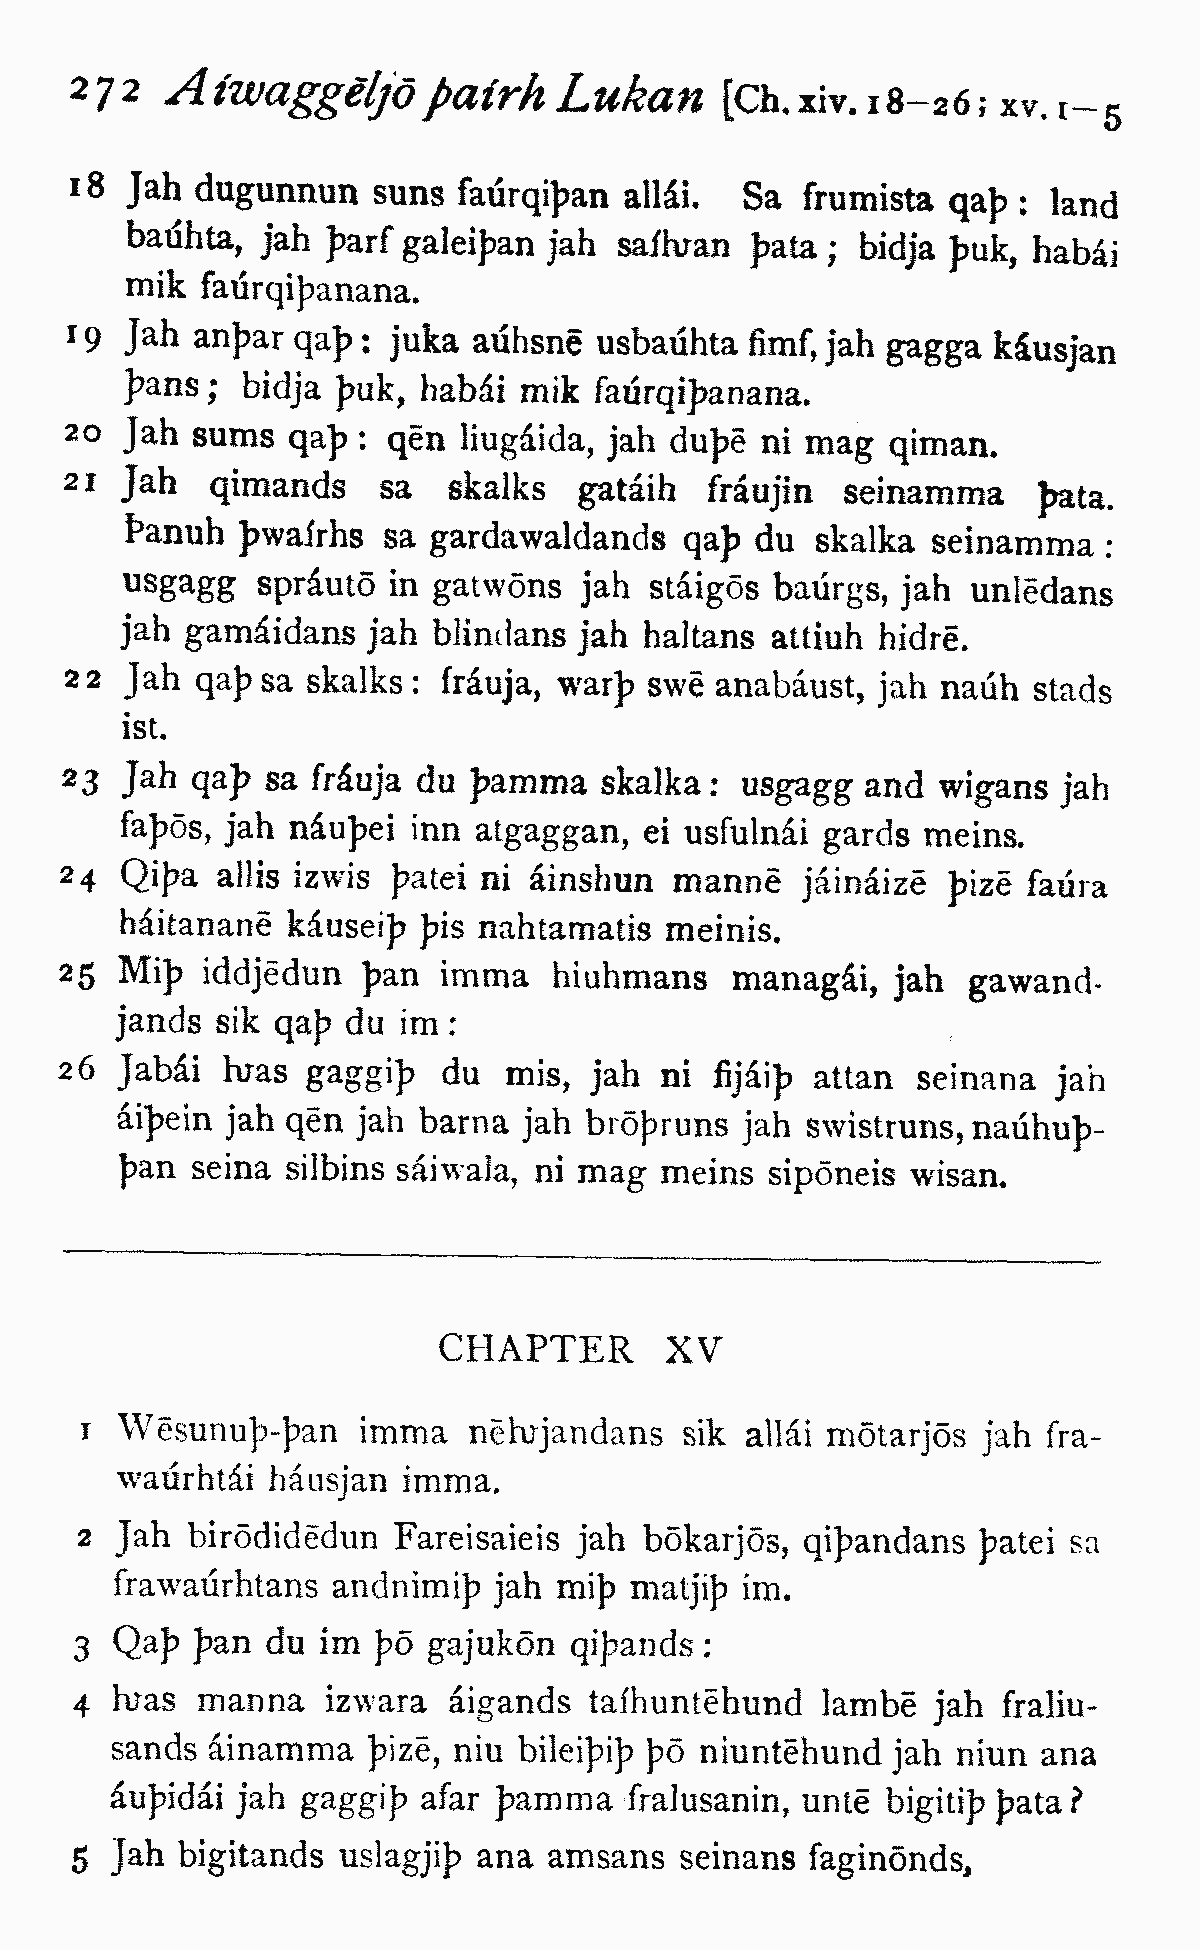 272 Aíwaggēljō þaírh Lukan [Ch. xiv. 18–26; xv. 1–5
18 Jah dugunnun suns faúrqiþan allái. Sa frumista qaþ: land
baúhta, jah þarf galeiþan jah saíƕan þata; bidja þuk, habái
mik faúrqiþanana.
19 Jah anþar qaþ: juka aúhsnē usbaúhta fimf, jah gagga káusjan
þans; bidja þuk, habái mik faúrqiþanana.
20 Jah sums qaþ: qēn liugáida, jah duþē ni mag qiman.
21 Jah qimands sa skalks gatáih fráujin seinamma þata.
Þanuh þwaírhs sa gardawaldands qaþ du skalka seinamma:
usgagg spráutō in gatwōns jah stáigōs baúrgs, jah unlēdans
jah gamáidans jah blindans jah haltans attiuh hidrē.
22 Jah qaþ sa skalks: fráuja, warþ swē anabáust, jah naúh stads
ist.
23 Jah qaþ sa fráuja du þamma skalka: usgagg and wigans jah
faþōs, jah náuþei inn atgaggan, ei usfulnái gards meins.
24 Qiþa allis izwis þatei ni áinshun mannē jáináizē þizē faúra
háitananē káuseiþ þis nahtamatis meinis.
25 Miþ iddjēdun þan imma hiuhmans managái, jah gawand-
jands sik qaþ du im:
26 Jabái ƕas gaggiþ du mis, jah ni fijáiþ attan seinana jah
áiþein jah qēn jah barna jah brōþruns jah swistruns, naúhuþ-
þan seina silbins sáiwala, ni mag meins sipōneis wisan.
CHAPTER XV
1 Wēsunuþ-þan imma nēƕjandans sik allái mōtarjōs jah fra-
waúrhtái háusjan imma.
2 Jah birōdidēdun Fareisaieis jah bōkarjōs, qiþandans þatei sa
frawaúrhtans andnimiþ jah miþ matjiþ im.
3 Qaþ þan du im þō gajukōn qiþands:
4 ƕas manna izwara áigands taíhuntēhund lambē jah fraliu-
sands áinamma þizē, niu bileiþiþ þō niuntēhund jah niun ana
áuþidái jah gaggiþ afar þamma fralusanin, untē bigitiþ þata?
5 Jah bigitands uslagjiþ ana amsans seinans faginōnds,